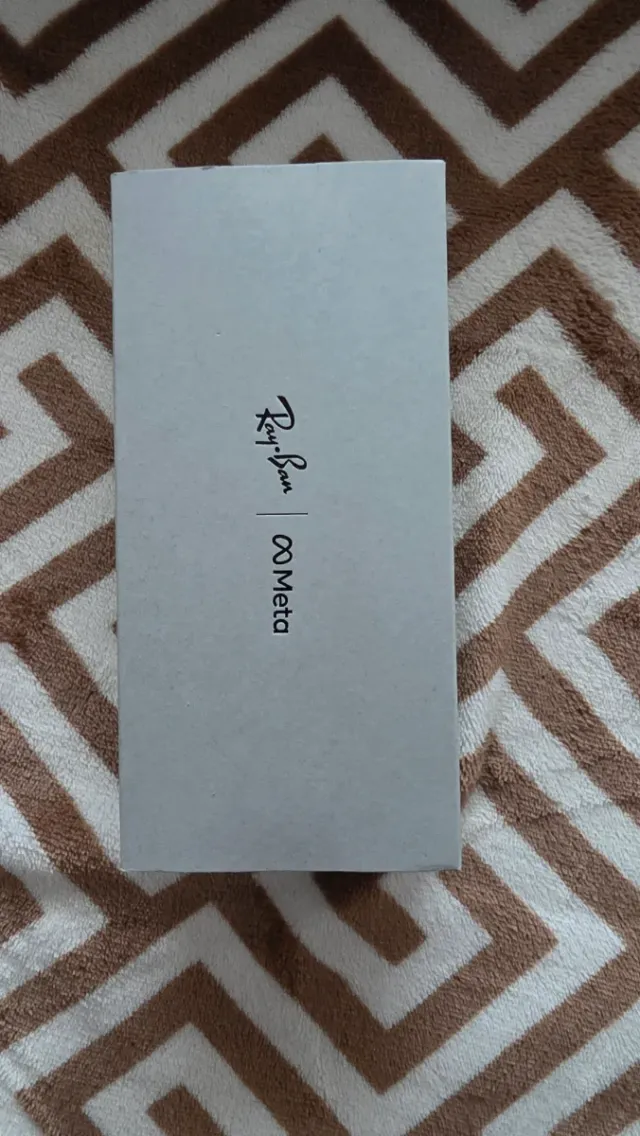 Ray-Ban | ∞ Meta